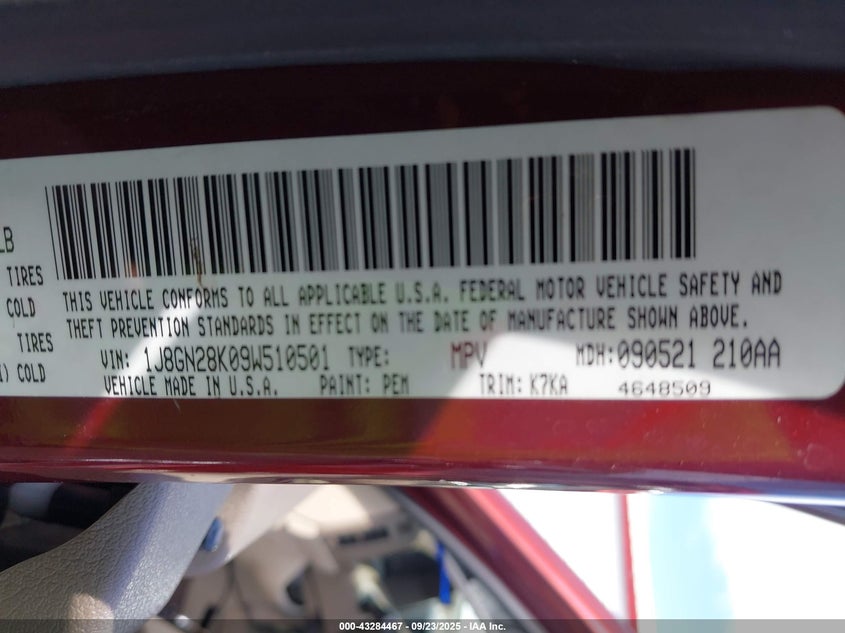 LB
TIRES
COLD
TIRES
) COLD
THIS VEHICLE CONFORMS TO ALL APPLICABLE U.S.A. FEDERAL MOTOR VEHICLE SAFETY AND
THEFT PREVENTION STANDARDS IN EFFECT ON THE DATE OF MANUFACTURE SHOWN ABOVE.
VIN: 1J8GN28K09W510501 TYPE: MPV MDH:090521 210AA
VEHICLE MADE IN U.S.A. PAINT: PEM TRIM: K7KA 4648509
000-43284467 - 09/23/2025 - IAA Inc.